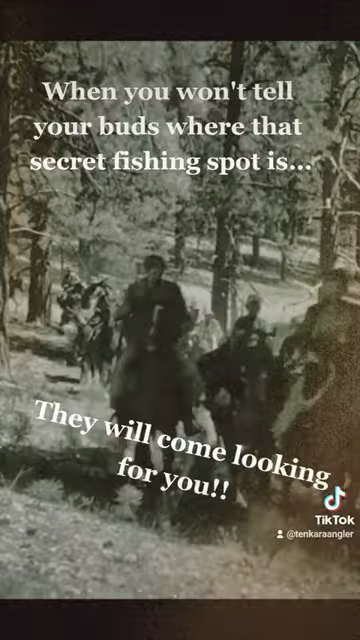 When you won't tell
your buds where that
secret fishing spot is...
They will come looking
for you!!
TikTok
@tenkaraangler